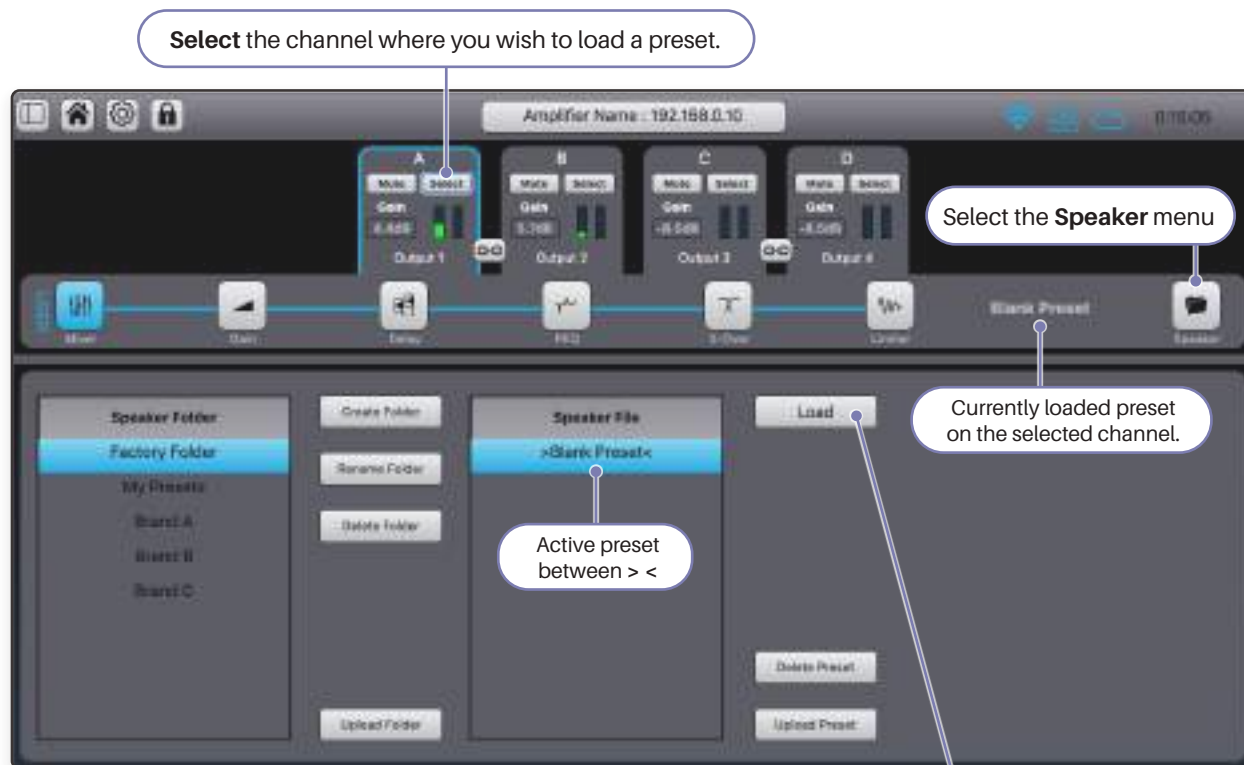 Select the channel where you wish to load a preset.
Amplifier Name : 192.168.0.10
A
B
C
D
Mute Select
Mute Select
Mute Select
Mute Select
Gain
Gain
Gain
Gain
-8.5dB
Output 1
Output 2
Output 3
Output 4
Select the Speaker menu
Mixer
Gain
Delay
PEQ
X-Over
Limiter
Blank Preset
Speaker
Currently loaded preset
on the selected channel.
Speaker Folder
Factory Folder
My Presets
Brand A
Brand B
Brand C
Create Folder
Rename Folder
Delete Folder
Upload Folder
Speaker File
>Blank Preset<
Active preset
between > <
Load
Delete Preset
Upload Preset